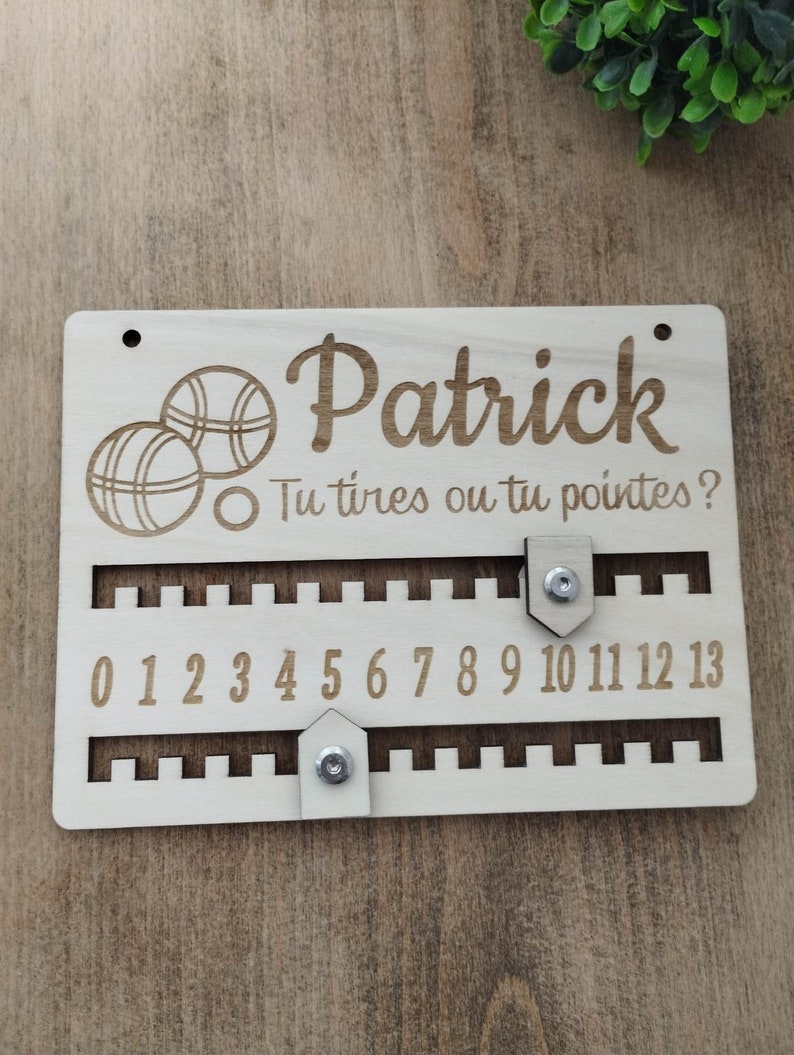 Patrick
Tu tires ou tu pointes?
0 1 2 3 4 5 6 7 8 9 10 11 12 13